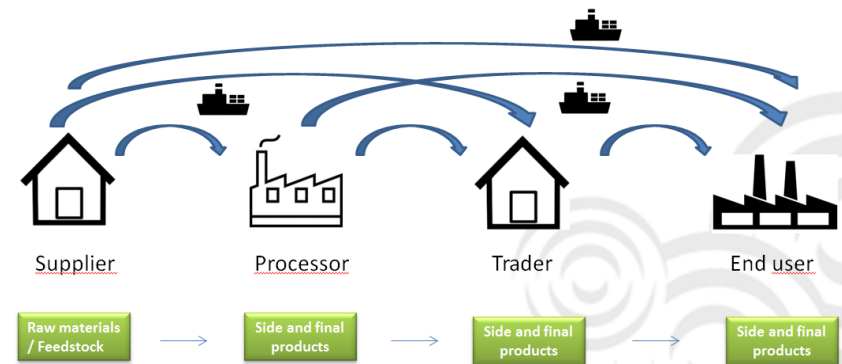 Supplier
Processor
Trader
End user
Raw materials
/ Feedstock
Side and final
products
Side and final
products
Side and final
products